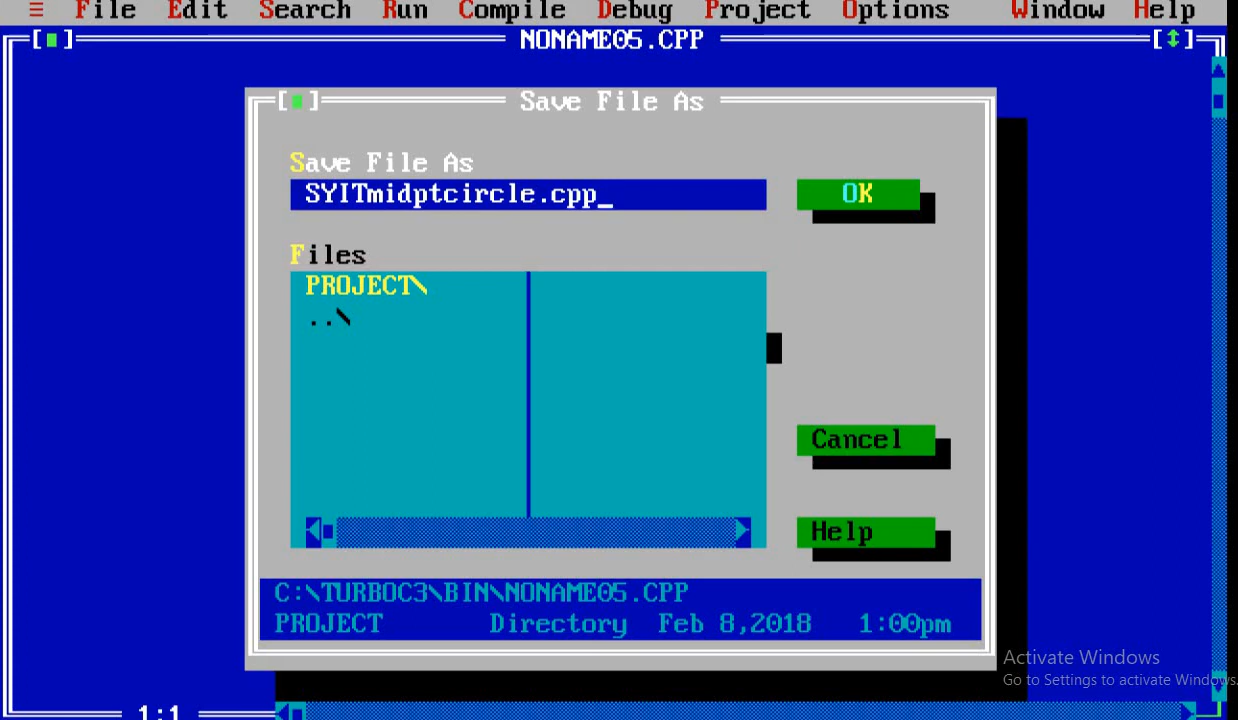 ≡ File Edit Search Run Compile Debug Project Options Window Help
[■] NONAME05.CPP [↕]
[■] Save File As
Save File As
SYITmidptcircle.cpp_
OK
Files
PROJECT\
..\
Cancel
Help
C:\TURBOC3\BIN\NONAME05.CPP
PROJECT Directory Feb 8,2018 1:00pm
Activate Windows
Go to Settings to activate Windows.
1:1